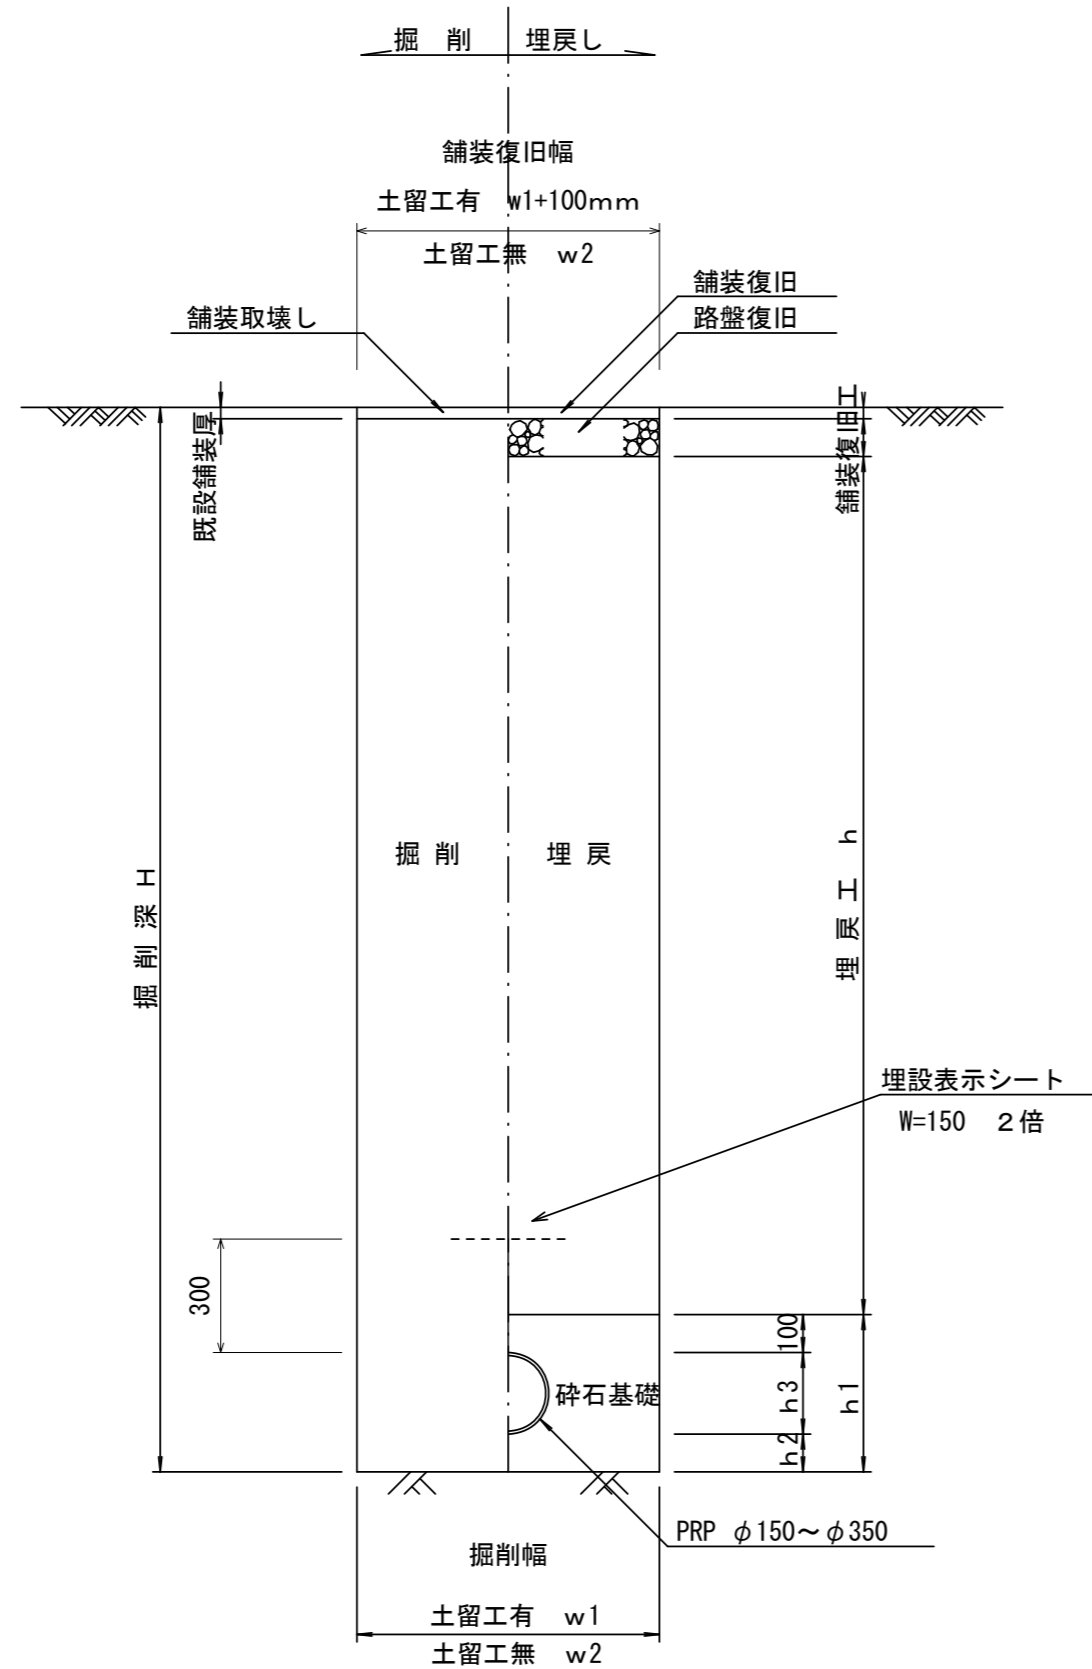 掘 削 埋戻し
舗装復旧幅
土留工有 w1+100mm
土留工無 w2
舗装復旧
舗装取壊し
路盤復旧
既設舗装厚
舗装復旧工
掘 削
埋 戻
掘 削 深 H
埋 戻 工 h
埋設表示シート
W=150 2倍
300
100
砕石基礎
h3
h1
h2
PRP φ150～φ350
掘削幅
土留工有 w1
土留工無 w2